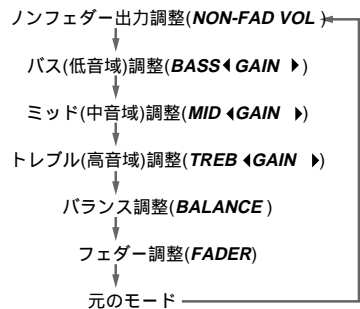 ノンフェダー出力調整(NON-FAD VOL )
バス(低音域)調整(BASS◀GAIN ▶)
ミッド(中音域)調整(MID ◀GAIN ▶)
トレブル(高音域)調整(TREB ◀GAIN ▶)
バランス調整(BALANCE )
フェダー調整(FADER)
元のモード